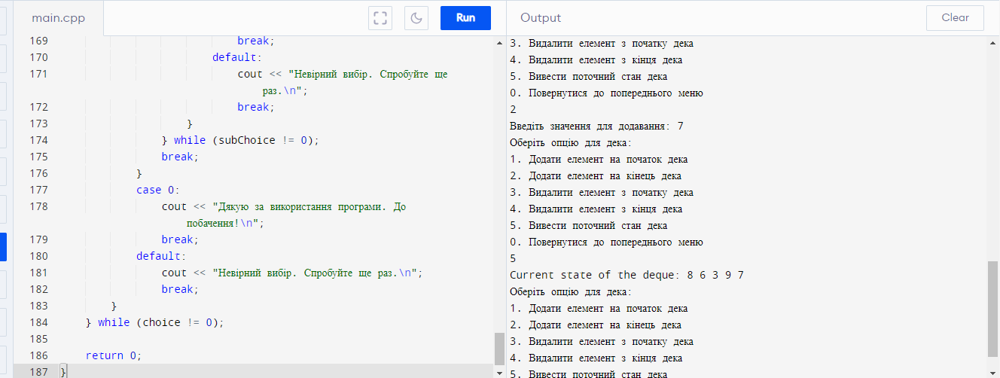 main.cpp
Run
169 break;
170 default:
171 cout << "Невірний вибір. Спробуйте ще
раз.\n";
172 break;
173 }
174 } while (subChoice != 0);
175 break;
176 }
177 case 0:
178 cout << "Дякую за використання програми. До
побачення!\n";
179 break;
180 default:
181 cout << "Невірний вибір. Спробуйте ще раз.\n";
182 break;
183 }
184 } while (choice != 0);
185
186 return 0;
187 }
Output
Clear
3. Видалити елемент з початку дека
4. Видалити елемент з кінця дека
5. Вивести поточний стан дека
0. Повернутися до попереднього меню
2
Введіть значення для додавання: 7
Оберіть опцію для дека:
1. Додати елемент на початок дека
2. Додати елемент на кінець дека
3. Видалити елемент з початку дека
4. Видалити елемент з кінця дека
5. Вивести поточний стан дека
0. Повернутися до попереднього меню
5
Current state of the deque: 8 6 3 9 7
Оберіть опцію для дека:
1. Додати елемент на початок дека
2. Додати елемент на кінець дека
3. Видалити елемент з початку дека
4. Видалити елемент з кінця дека
5. Вивести поточний стан дека